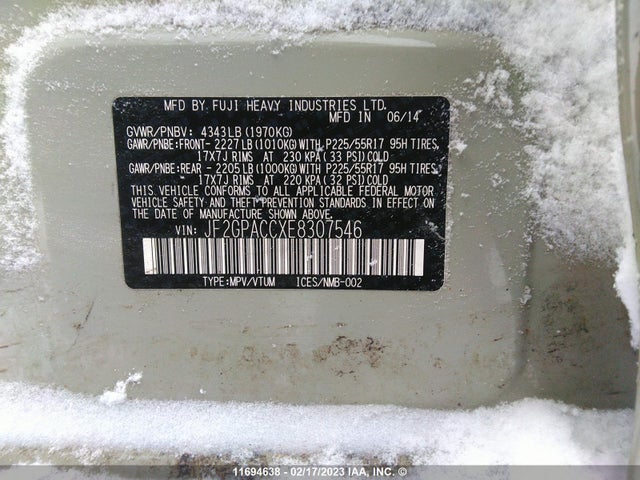 MFD BY FUJI HEAVY INDUSTRIES LTD.
MFD IN 06/14
GVWR/PNBV: 4343LB (1970KG)
GAWR/PNBE:FRONT- 2227LB (1010KG) WITH P225/55R17 95H TIRES,
17X7J RIMS AT 230 KPA (33 PSI)COLD
GAWR/PNBE:REAR - 2205LB (1000KG) WITH P225/55R17 95H TIRES,
17X7J RIMS AT 220 KPA (32 PSI)COLD
THIS VEHICLE CONFORMS TO ALL APPLICABLE FEDERAL MOTOR
VEHICLE SAFETY AND THEFT PREVENTION STANDARDS IN EFFECT
ON THE DATE OF MANUFACTURE SHOWN ABOVE.
VIN: JF2GPACCXE8307546
TYPE:MPV/VTUM ICES/NMB-002
11694638 - 02/17/2023 IAA, INC. ©